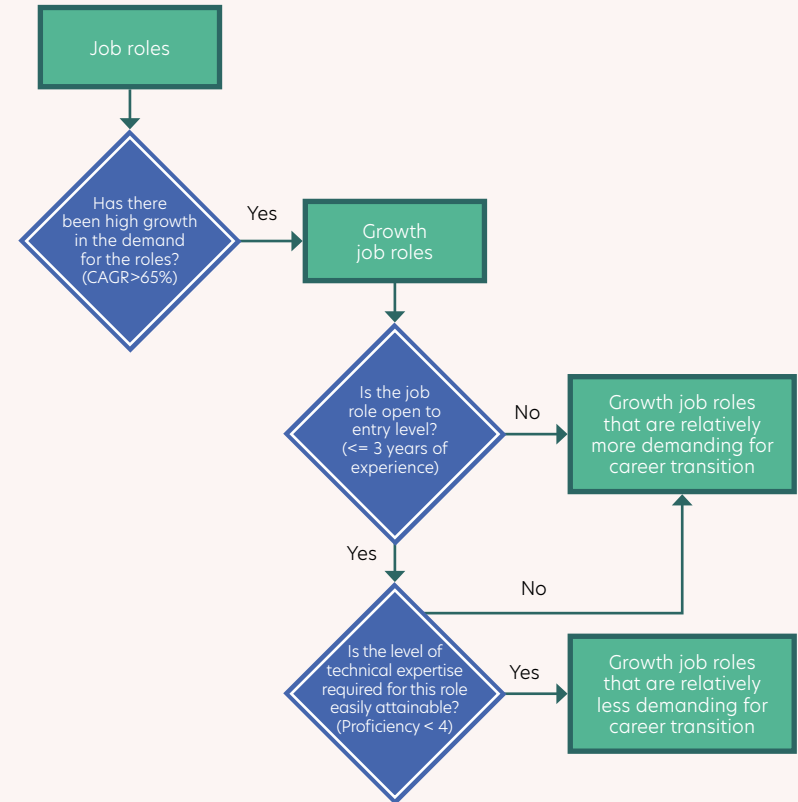 Job roles
Has there
been high growth
in the demand
for the roles?
(CAGR>65%)
Yes
Growth
job roles
Is the job
role open to
entry level?
(<= 3 years of
experience)
No
Growth job roles
that are relatively
more demanding for
career transition
Yes
No
Is the level of
technical expertise
required for this role
easily attainable?
(Proficiency < 4)
Yes
Growth job roles
that are relatively
less demanding for
career transition